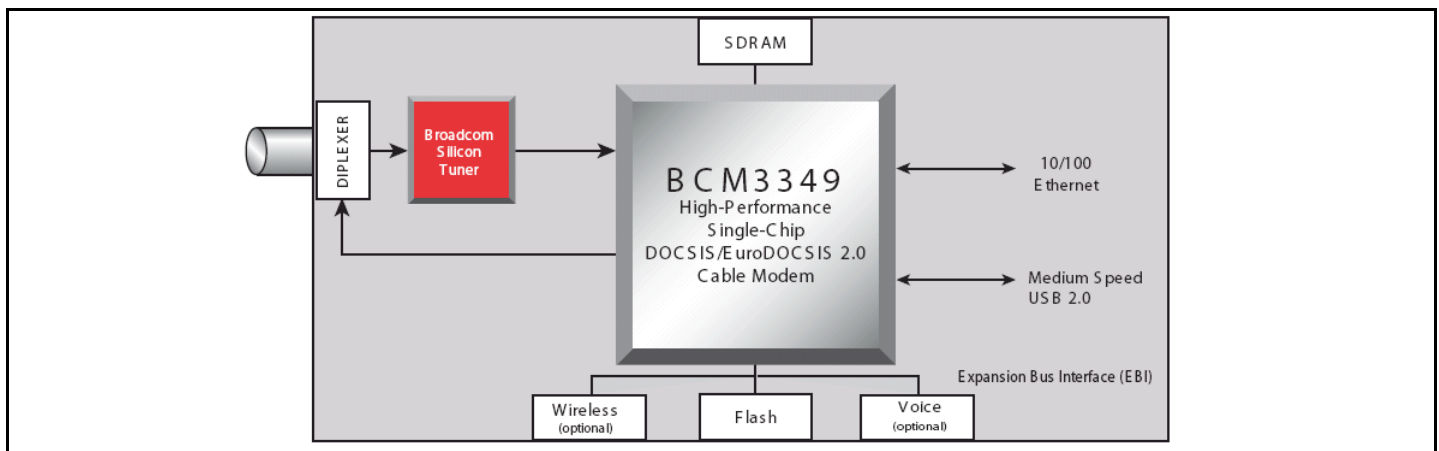 SDRAM
DIPLEXER
Broadcom
Silicon
Tuner
BCM3349
High-Performance
Single-Chip
DOCSIS/EuroDOCSIS 2.0
Cable Modem
10/100
Ethernet
Medium Speed
USB 2.0
Expansion Bus Interface (EBI)
Wireless
(optional)
Flash
Voice
(optional)